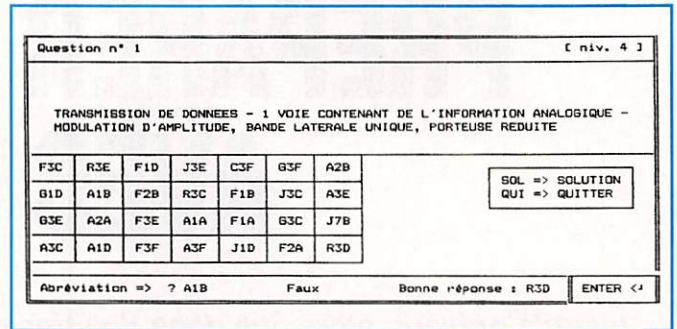 Question n° 1 [ niv. 4 ]
TRANSMISSION DE DONNEES - 1 VOIE CONTENANT DE L'INFORMATION ANALOGIQUE -
MODULATION D'AMPLITUDE, BANDE LATERALE UNIQUE, PORTEUSE REDUITE
F3C R3E F1D J3E C3F G3F A2B
G1D A1B F2B R3C F1B J3C A3E
G3E A2A F3E A1A F1A G3C J7B
A3C A1D F3F A3F J1D F2A R3D
SOL => SOLUTION
QUI => QUITTER
Abréviation => ? A1B Faux Bonne réponse : R3D ENTER <┘